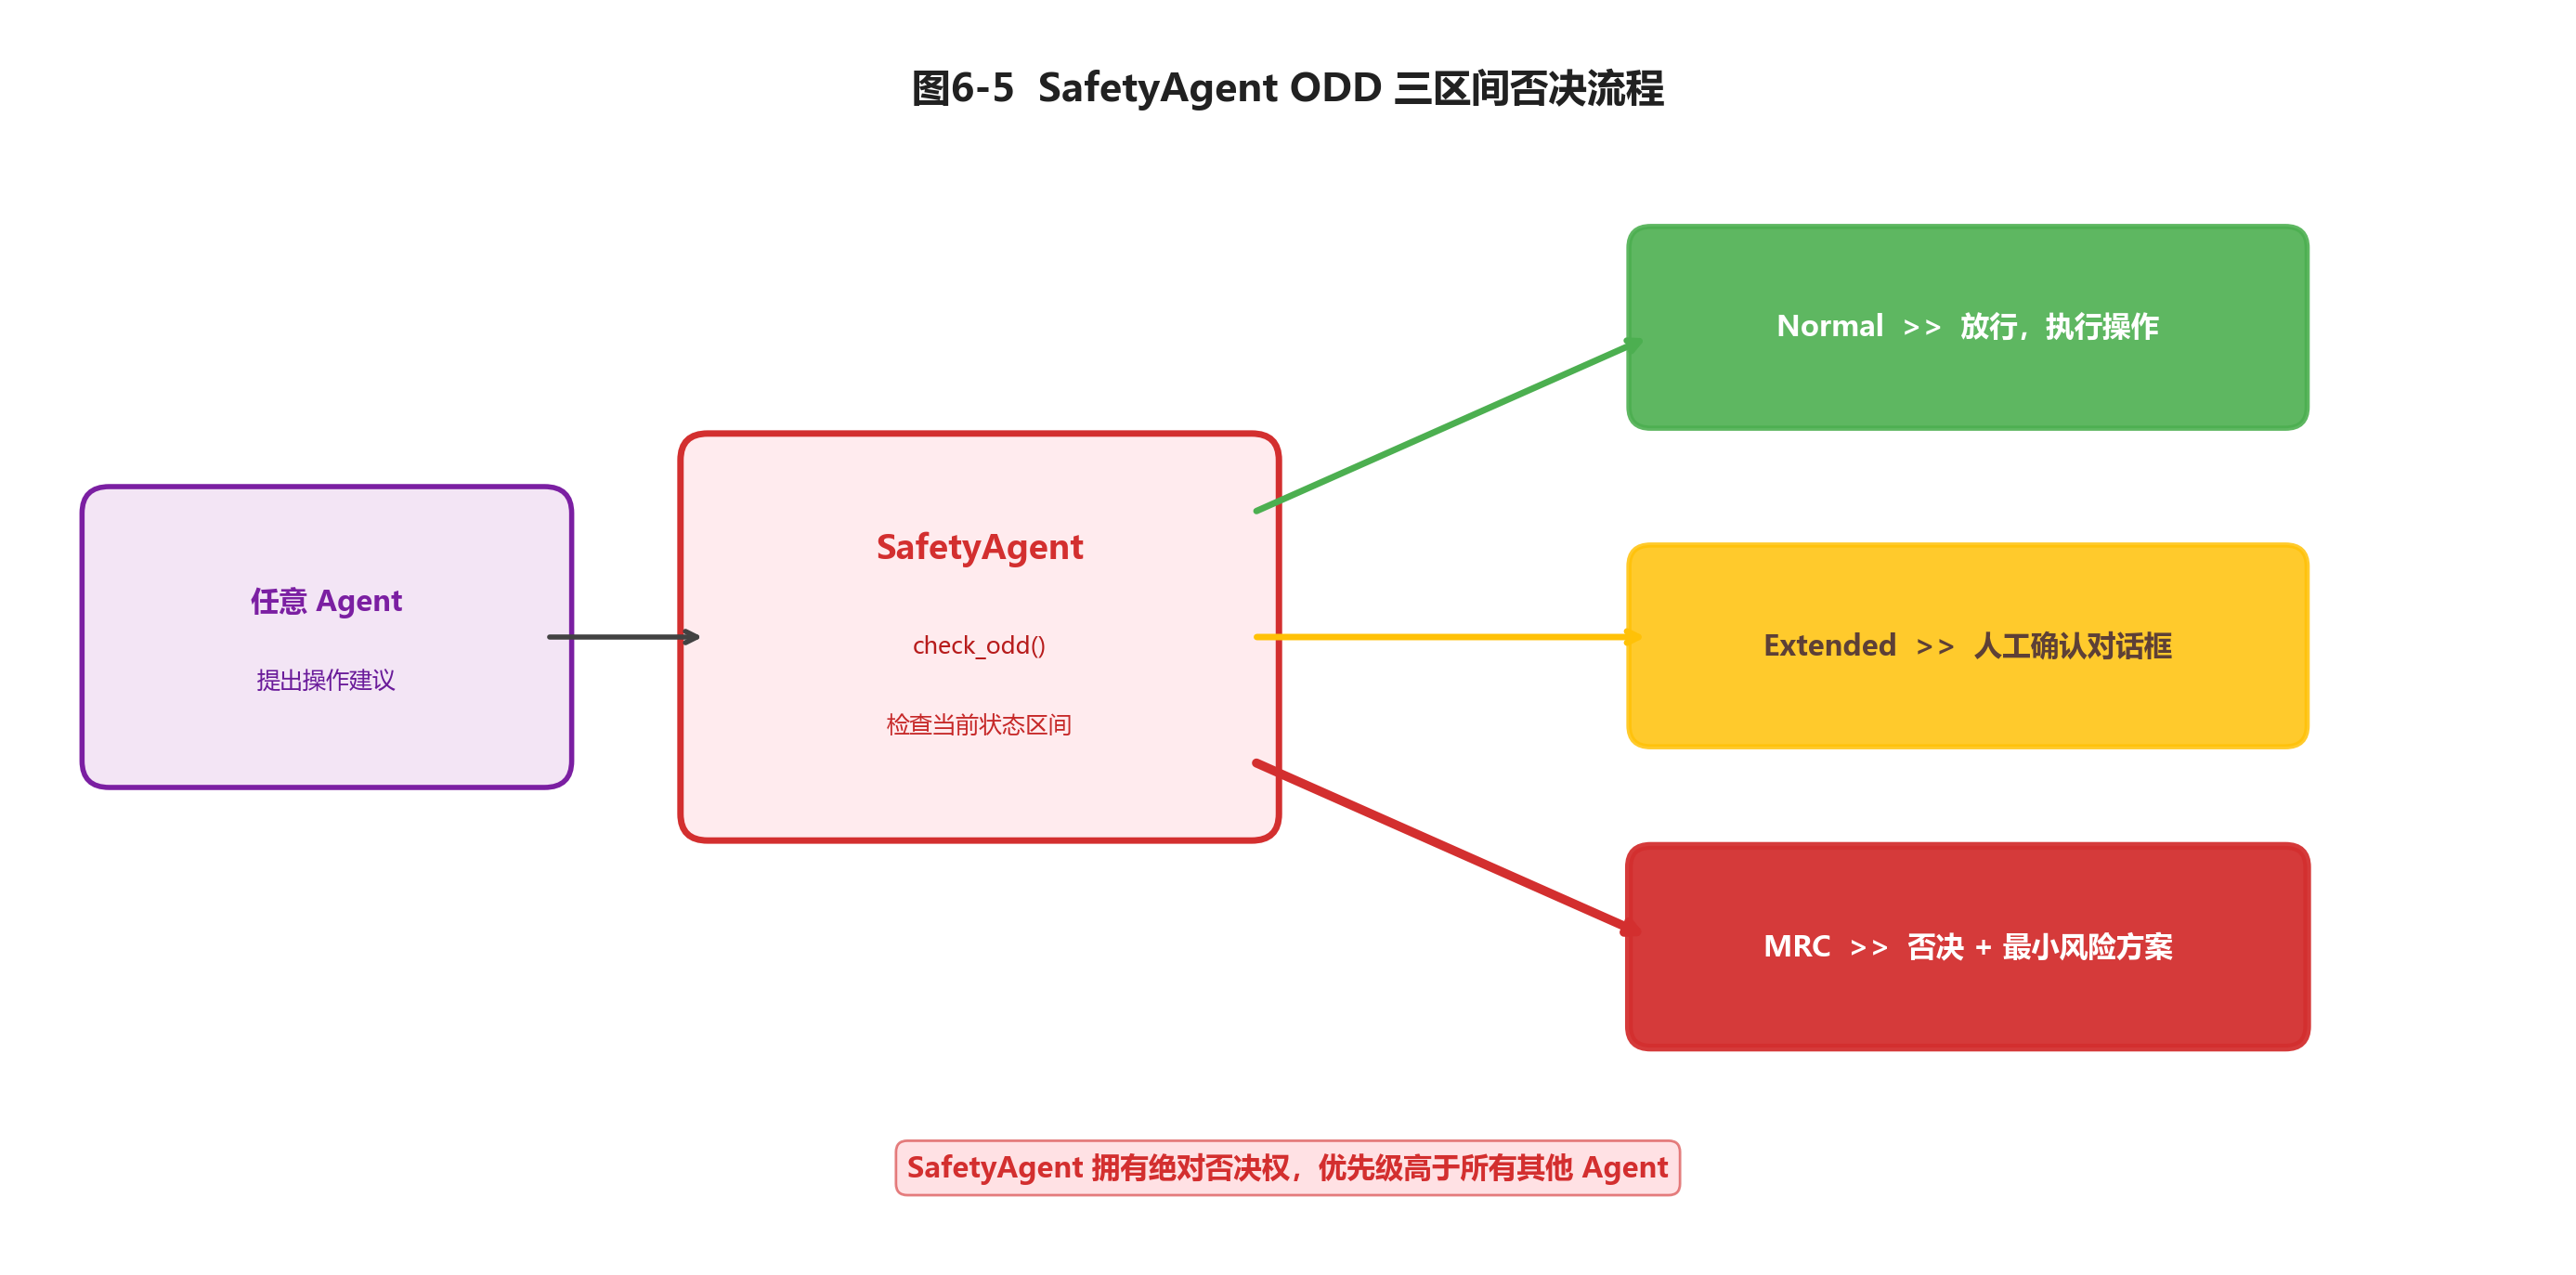 图6-5 SafetyAgent ODD 三区间否决流程
任意 Agent
提出操作建议
SafetyAgent
check_odd()
检查当前状态区间
Normal >> 放行，执行操作
Extended >> 人工确认对话框
MRC >> 否决 + 最小风险方案
SafetyAgent 拥有绝对否决权，优先级高于所有其他 Agent